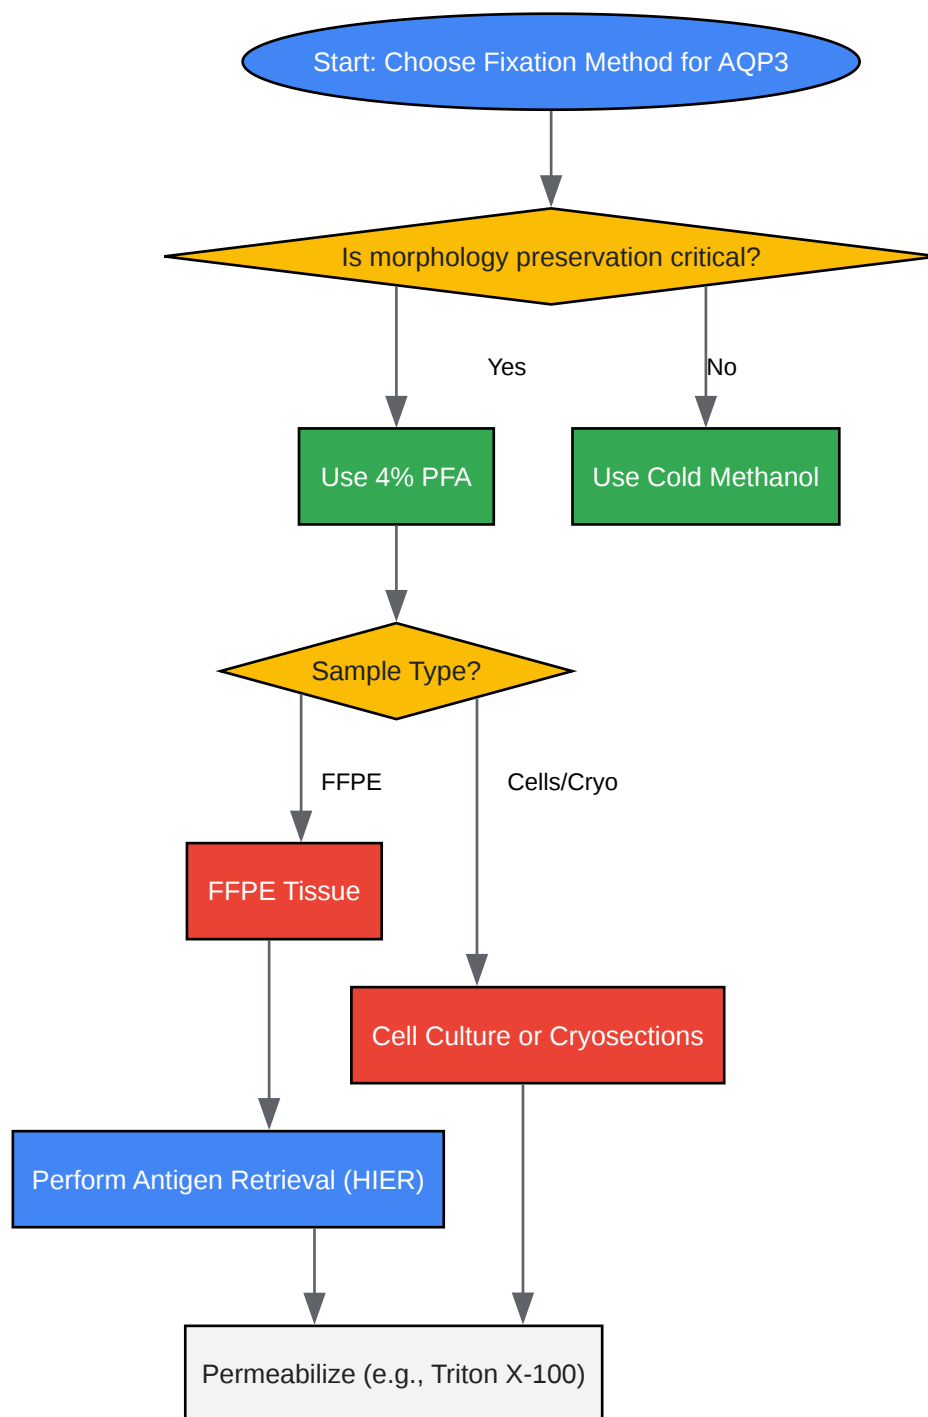 Start: Choose Fixation Method for AQP3
Is morphology preservation critical?
Yes
No
Use 4% PFA
Use Cold Methanol
Sample Type?
FFPE
Cells/Cryo
FFPE Tissue
Cell Culture or Cryosections
Perform Antigen Retrieval (HIER)
Permeabilize (e.g., Triton X-100)